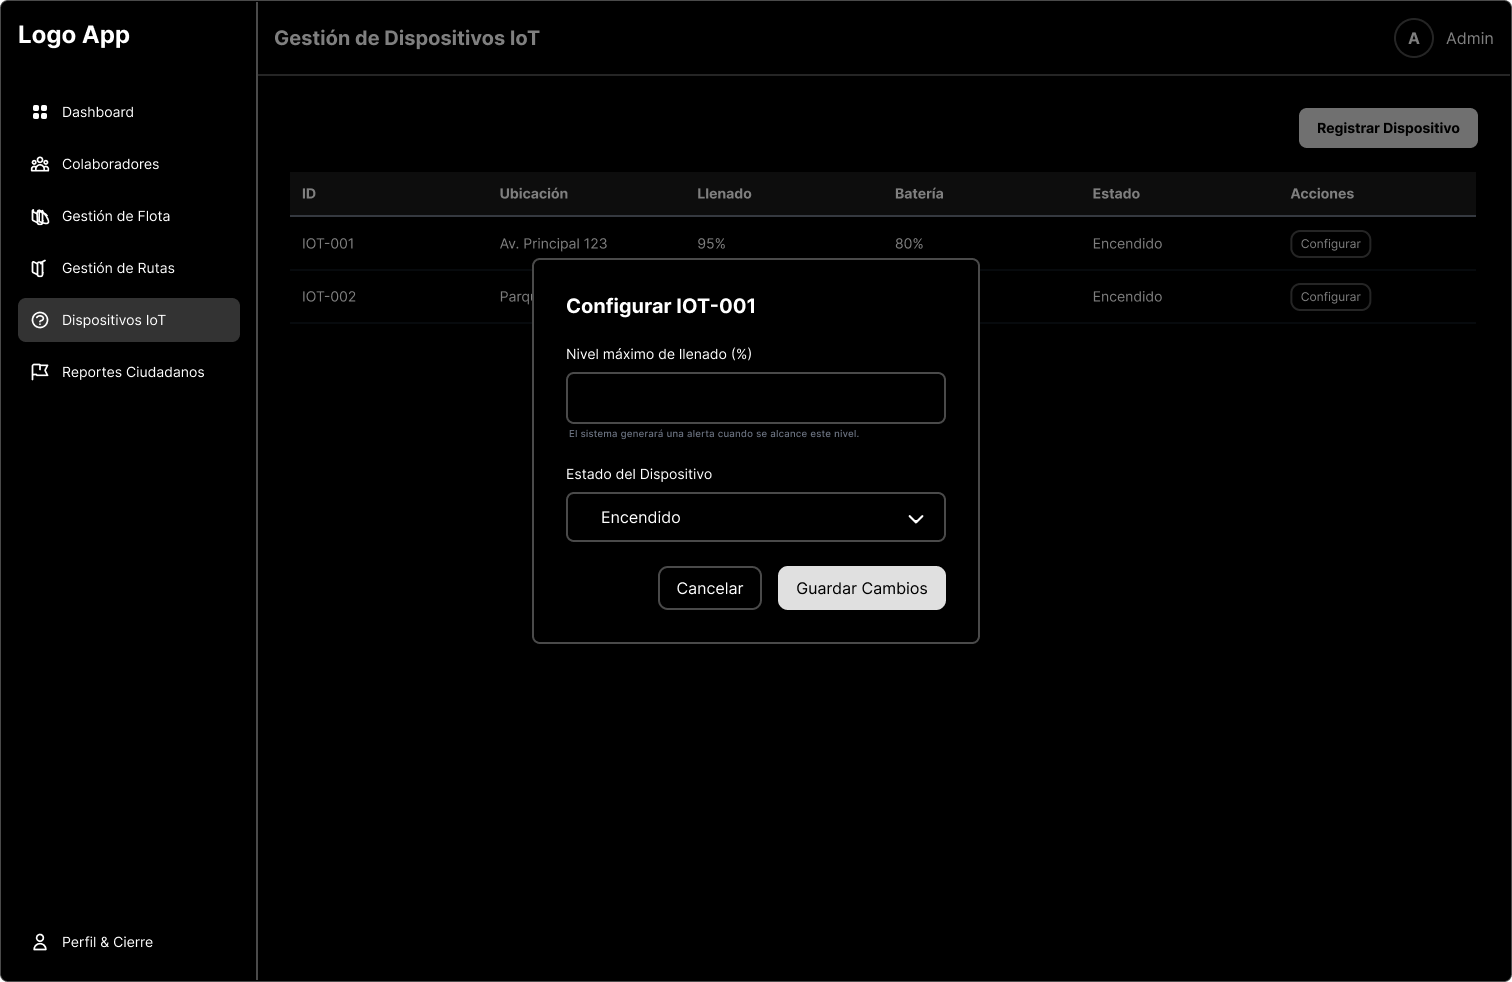 Logo App
Dashboard
Colaboradores
Gestión de Flota
Gestión de Rutas
Dispositivos IoT
Reportes Ciudadanos
Perfil & Cierre
Gestión de Dispositivos IoT
A Admin
Registrar Dispositivo
ID Ubicación Llenado Batería Estado Acciones
IOT-001 Av. Principal 123 95% 80% Encendido Configurar
IOT-002 Parqu Encendido Configurar
Configurar IOT-001
Nivel máximo de llenado (%)
El sistema generará una alerta cuando se alcance este nivel.
Estado del Dispositivo
Encendido
Cancelar Guardar Cambios